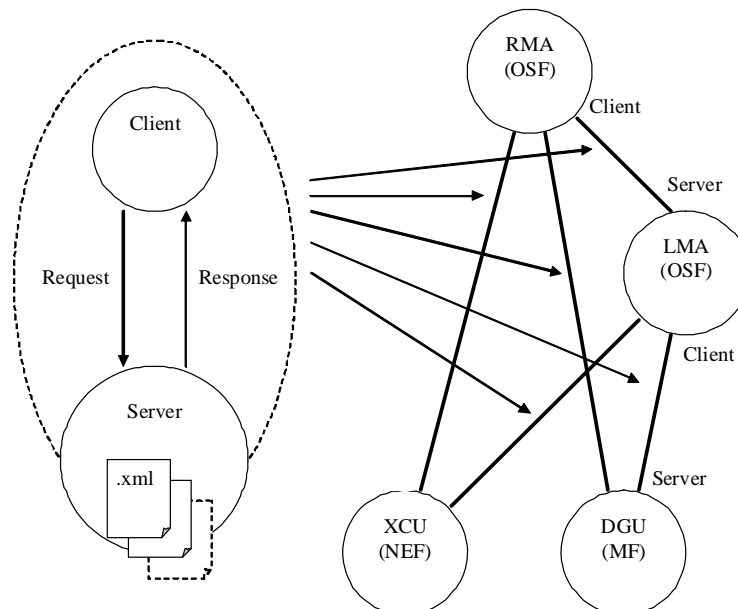 Client
Request
Response
Server
.xml
RMA
(OSF)
Client
Server
LMA
(OSF)
Client
Server
XCU
(NEF)
DGU
(MF)